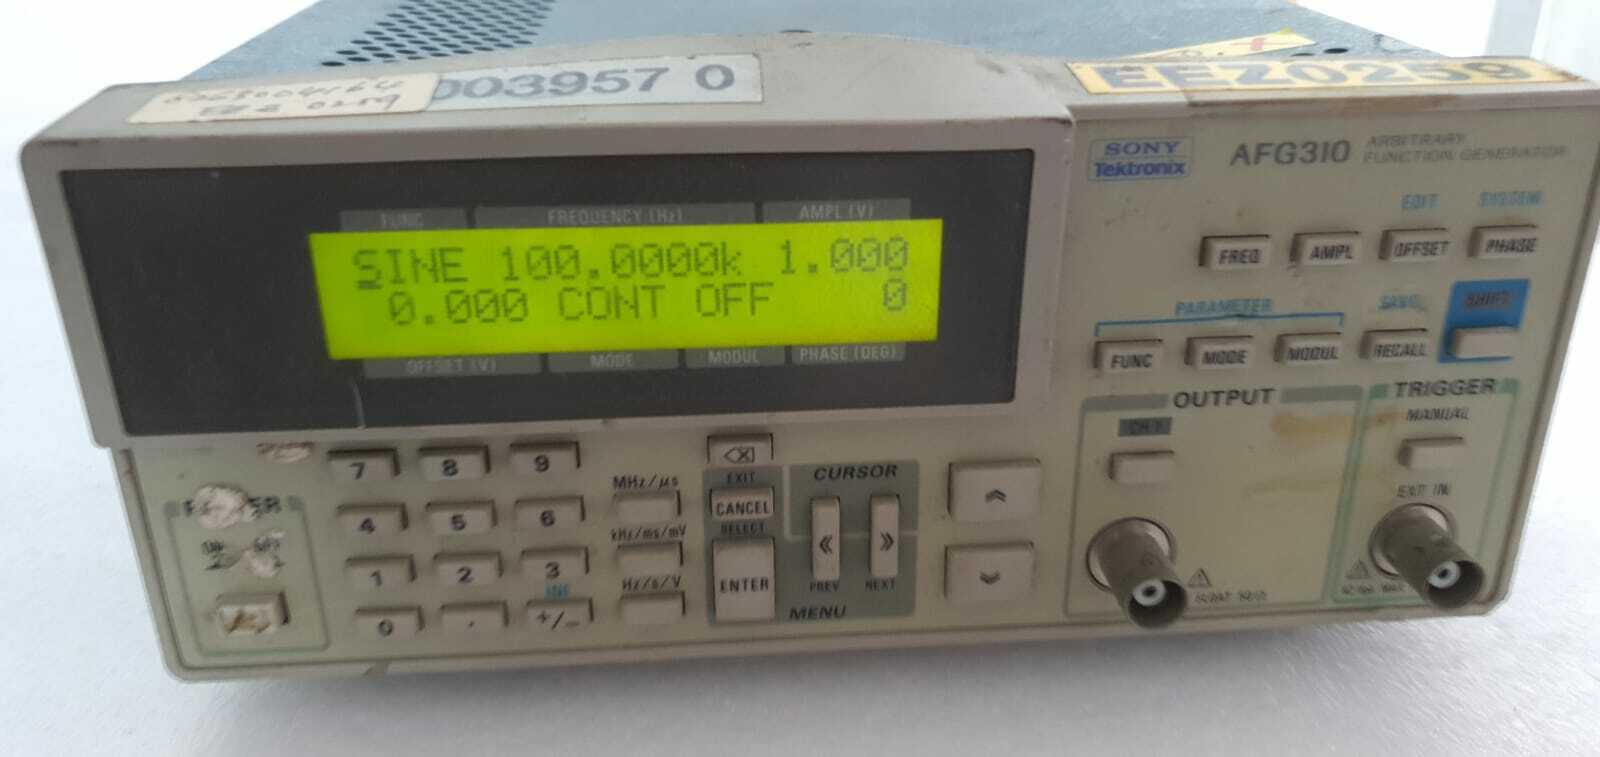 0039570
EEZ0259
SONY
Tektronix
AFG310
ARBITRARY
FUNCTION GENERATOR
FUNC
FREQUENCY (Hz)
AMPL (V)
SINE 100.0000k 1.000
0.000 CONT OFF 0
OFFSET (V)
MODE
MODUL
PHASE (DEG)
EDIT
SYSTEM
FREQ
AMPL
OFFSET
PHASE
PARAMETER
SAVE
SHIFT
FUNC
MODE
MODUL
RECALL
OUTPUT
CH 1
TRIGGER
MANUAL
EXT IN
7
8
9
4
5
6
1
2
3
INF
0
.
+/−
MHz/µs
kHz/ms/mV
Hz/s/V
EXIT
CANCEL
SELECT
ENTER
CURSOR
«
»
PREV
NEXT
MENU